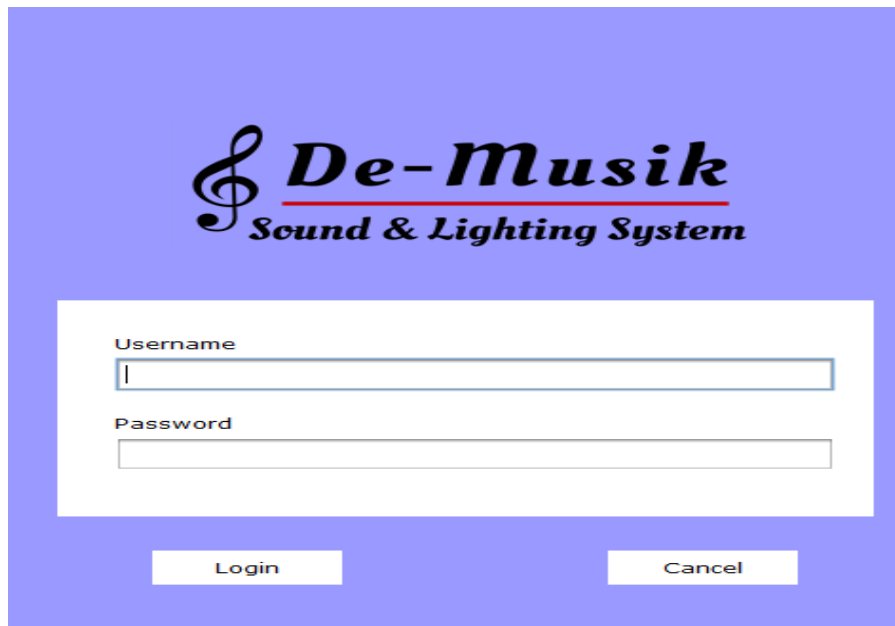 De-Musik
Sound & Lighting System
Username
Password
Login
Cancel